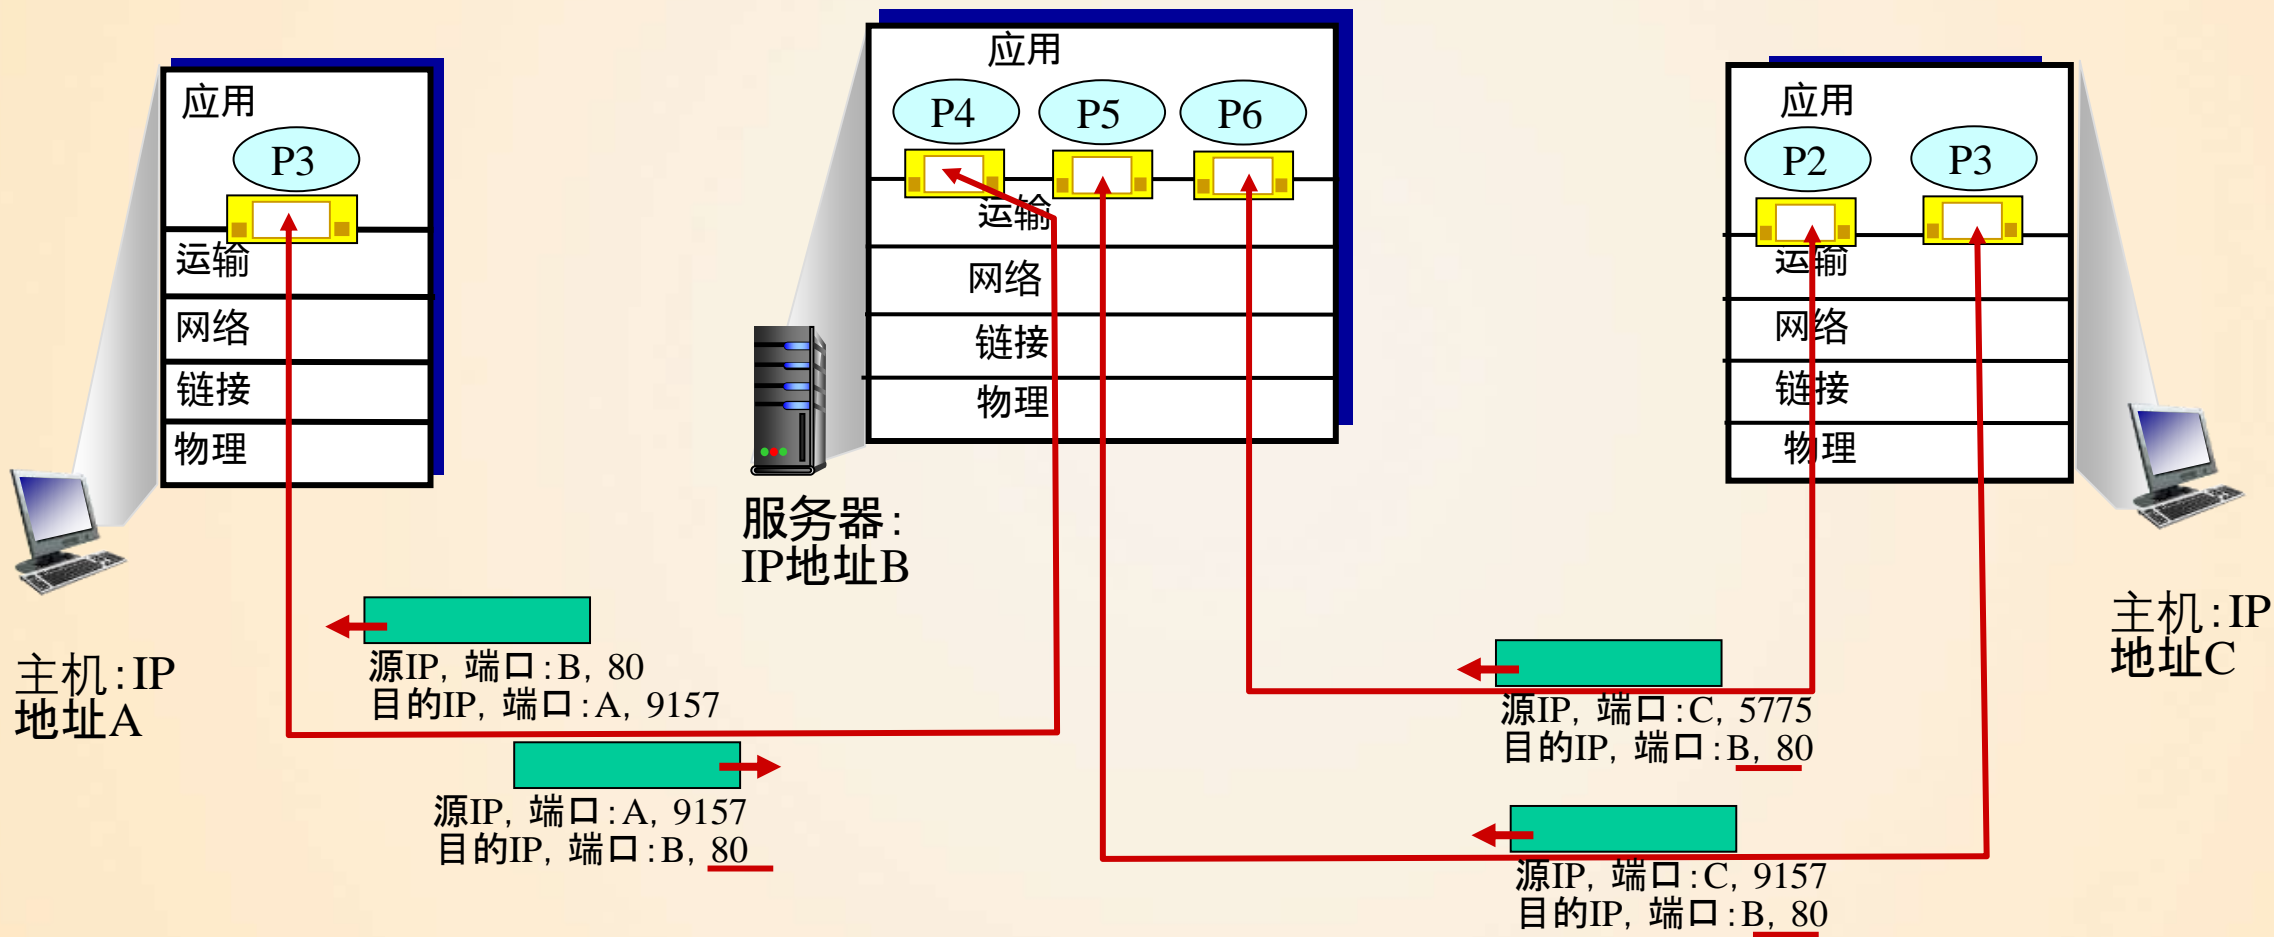 应用
P3
运输
网络
链接
物理
主机:IP
地址A
应用
P4
P5
P6
运输
网络
链接
物理
服务器:
IP地址B
应用
P2
P3
运输
网络
链接
物理
主机:IP
地址C
源IP, 端口:B, 80
目的IP, 端口:A, 9157
源IP, 端口:A, 9157
目的IP, 端口:B, 80
源IP, 端口:C, 5775
目的IP, 端口:B, 80
源IP, 端口:C, 9157
目的IP, 端口:B, 80